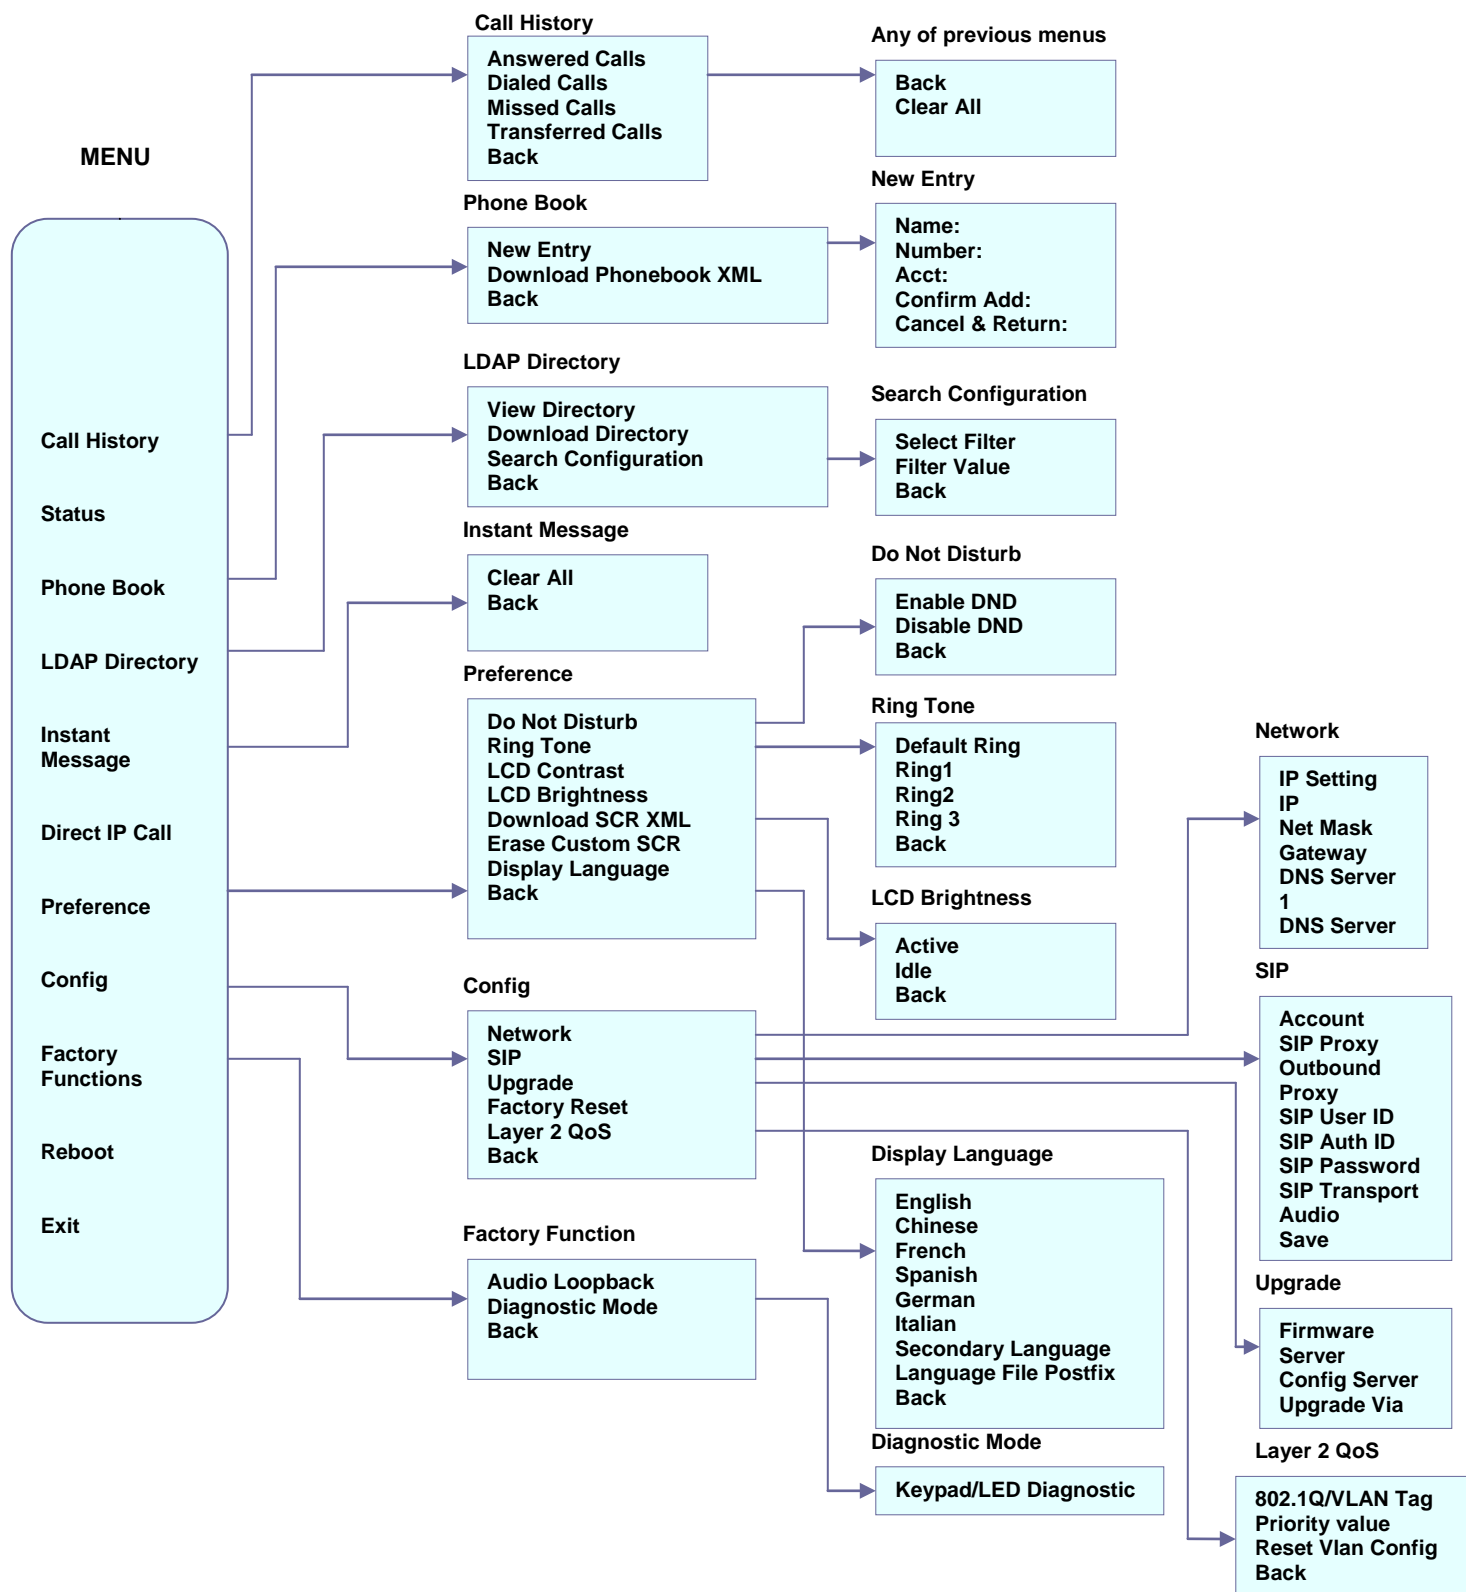 MENU
Call History
Status
Phone Book
LDAP Directory
Instant
Message
Direct IP Call
Preference
Config
Factory
Functions
Reboot
Exit
Call History
Answered Calls
Dialed Calls
Missed Calls
Transferred Calls
Back
Phone Book
New Entry
Download Phonebook XML
Back
LDAP Directory
View Directory
Download Directory
Search Configuration
Back
Instant Message
Clear All
Back
Preference
Do Not Disturb
Ring Tone
LCD Contrast
LCD Brightness
Download SCR XML
Erase Custom SCR
Display Language
Back
Config
Network
SIP
Upgrade
Factory Reset
Layer 2 QoS
Back
Factory Function
Audio Loopback
Diagnostic Mode
Back
Any of previous menus
Back
Clear All
New Entry
Name:
Number:
Acct:
Confirm Add:
Cancel & Return:
Search Configuration
Select Filter
Filter Value
Back
Do Not Disturb
Enable DND
Disable DND
Back
Ring Tone
Default Ring
Ring1
Ring2
Ring 3
Back
LCD Brightness
Active
Idle
Back
Display Language
English
Chinese
French
Spanish
German
Italian
Secondary Language
Language File Postfix
Back
Diagnostic Mode
Keypad/LED Diagnostic
Network
IP Setting
IP
Net Mask
Gateway
DNS Server
1
DNS Server
SIP
Account
SIP Proxy
Outbound
Proxy
SIP User ID
SIP Auth ID
SIP Password
SIP Transport
Audio
Save
Upgrade
Firmware
Server
Config Server
Upgrade Via
Layer 2 QoS
802.1Q/VLAN Tag
Priority value
Reset Vlan Config
Back